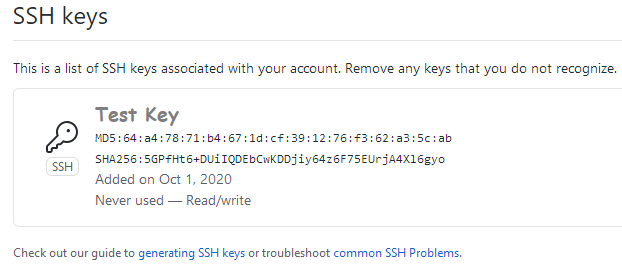 SSH keys
This is a list of SSH keys associated with your account. Remove any keys that you do not recognize.
Test Key
MD5:64:a4:78:71:b4:67:1d:cf:39:12:76:f3:62:a3:5c:ab
SHA256:5GPfHt6+DUiIQDEbCwKDDjiy64z6F75EUrjA4X16gyo
SSH
Added on Oct 1, 2020
Never used — Read/write
Check out our guide to generating SSH keys or troubleshoot common SSH Problems.